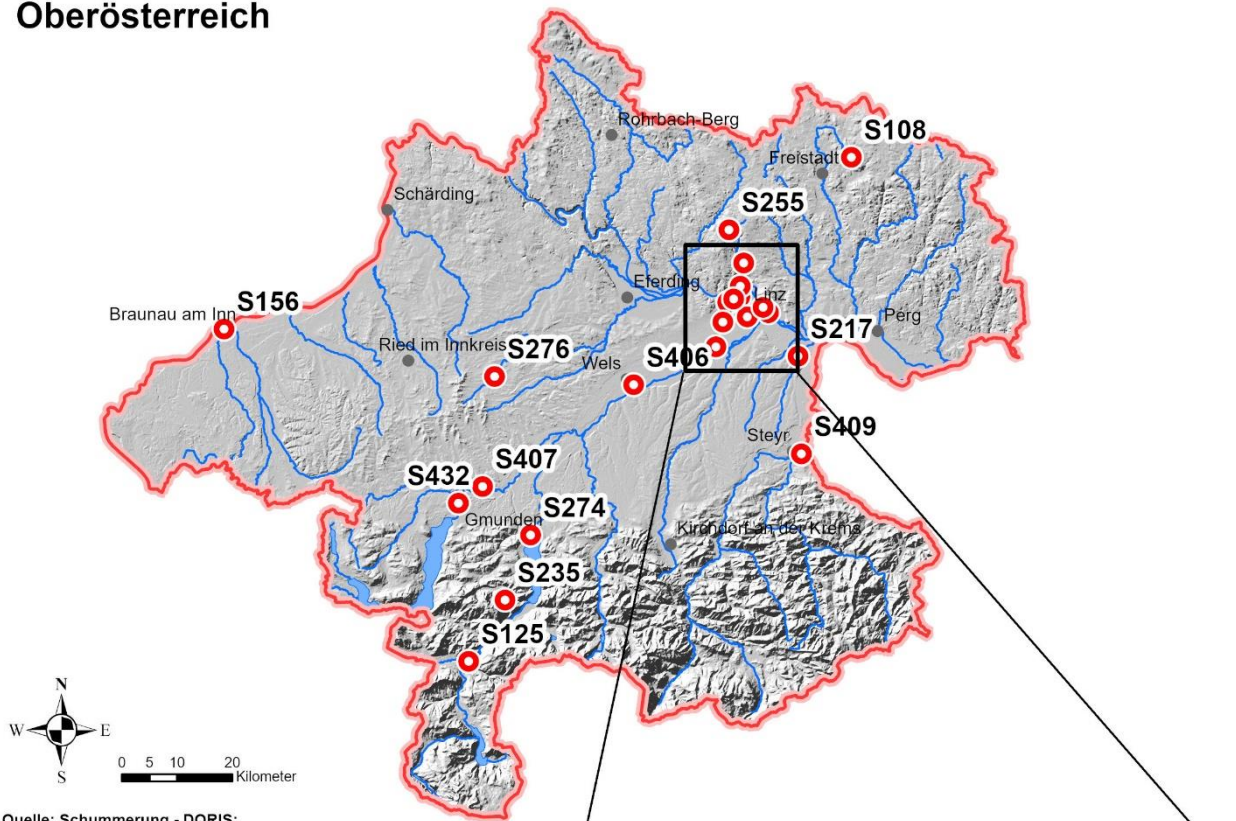 Oberösterreich
Rohrbach-Berg
S108
Freistadt
Schärding
S255
Eferding
Linz
S156
Braunau am Inn
Perg
S217
Ried im Innkreis
S276
Wels
S406
Steyr
S409
S407
S432
Gmunden
S274
Kirchdorf an der Krems
S235
S125
N
W
E
S
0 5 10 20
Kilometer
Quelle: Schummerung - DORIS;